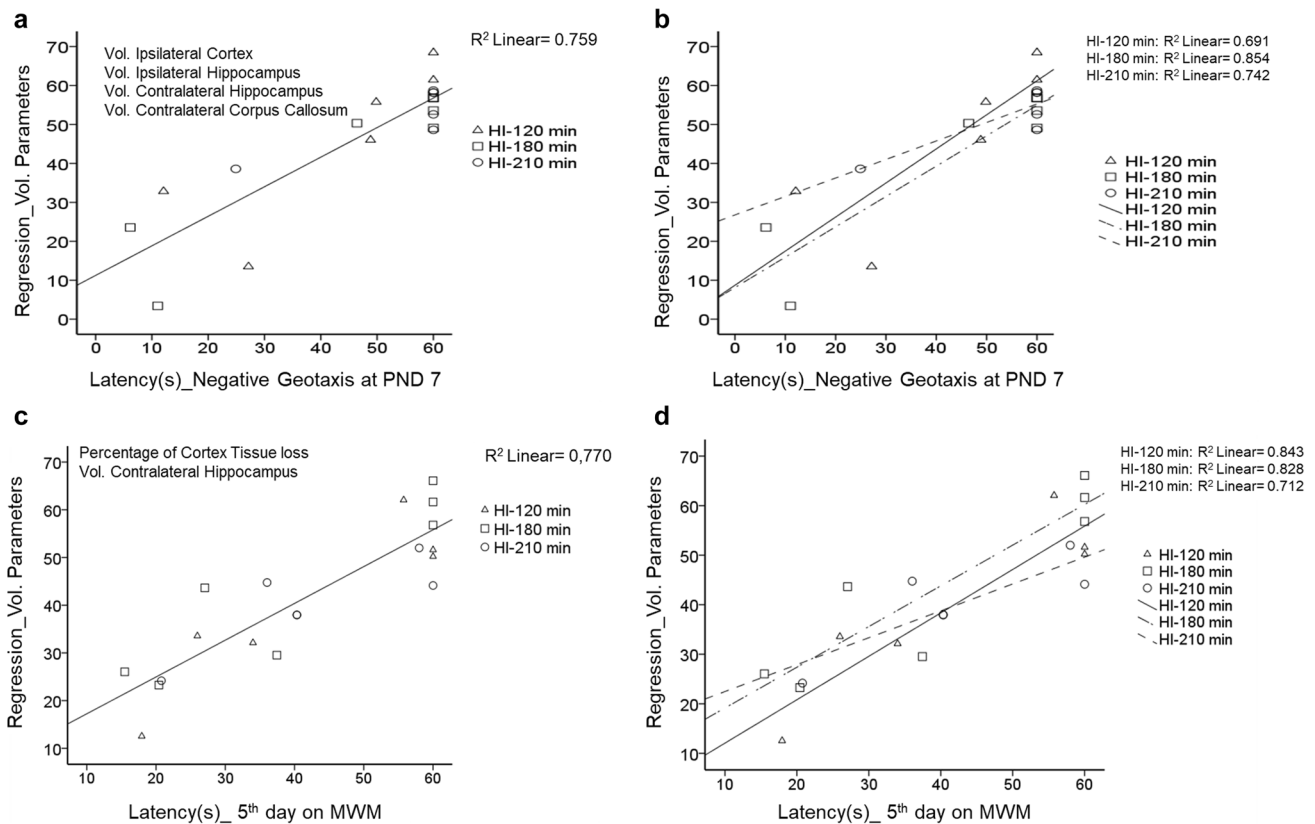 a
R² Linear= 0.759
Vol. Ipsilateral Cortex
Vol. Ipsilateral Hippocampus
Vol. Contralateral Hippocampus
Vol. Contralateral Corpus Callosum
HI-120 min
HI-180 min
HI-210 min
Regression_Vol. Parameters
70
60
50
40
30
20
10
0
0 10 20 30 40 50 60
Latency(s)_Negative Geotaxis at PND 7
b
HI-120 min: R² Linear= 0.691
HI-180 min: R² Linear= 0.854
HI-210 min: R² Linear= 0.742
HI-120 min
HI-180 min
HI-210 min
HI-120 min
HI-180 min
HI-210 min
Regression_Vol. Parameters
70
60
50
40
30
20
10
0
0 10 20 30 40 50 60
Latency(s)_Negative Geotaxis at PND 7
c
Percentage of Cortex Tissue loss
Vol. Contralateral Hippocampus
R² Linear= 0,770
HI-120 min
HI-180 min
HI-210 min
Regression_Vol. Parameters
70
60
50
40
30
20
10
10 20 30 40 50 60
Latency(s)_ 5th day on MWM
d
HI-120 min: R² Linear= 0.843
HI-180 min: R² Linear= 0.828
HI-210 min: R² Linear= 0.712
HI-120 min
HI-180 min
HI-210 min
HI-120 min
HI-180 min
HI-210 min
Regression_Vol. Parameters
70
60
50
40
30
20
10
10 20 30 40 50 60
Latency(s)_ 5th day on MWM